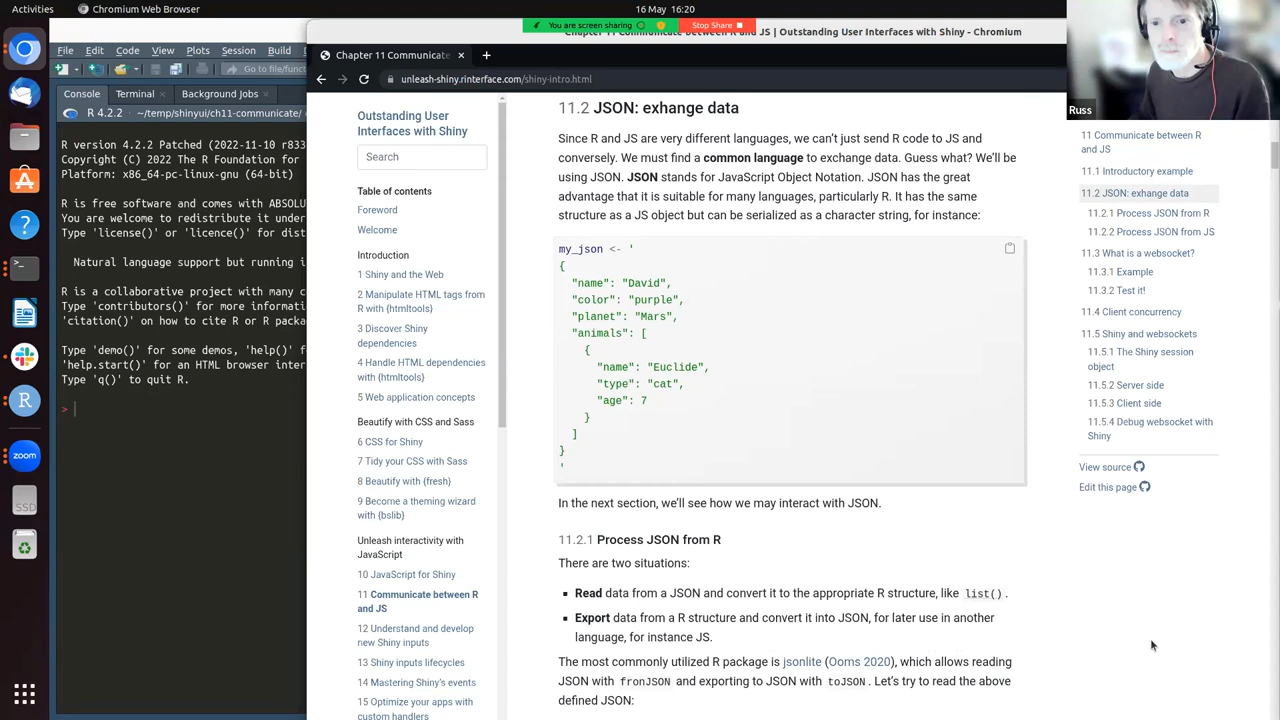 Activities
Chromium Web Browser
16 May 16:20
You are screen sharing
Stop Share
Chapter 11 Communicate between R and JS | Outstanding User Interfaces with Shiny - Chromium
File Edit Code View Plots Session Build
Go to file/func
Console Terminal × Background Jobs ×
R 4.2.2 · ~/temp/shinyui/ch11-communicate/
R version 4.2.2 Patched (2022-11-10 r833
Copyright (C) 2022 The R Foundation for
Platform: x86_64-pc-linux-gnu (64-bit)
R is free software and comes with ABSOLU
You are welcome to redistribute it under
Type 'license()' or 'licence()' for dist
Natural language support but running i
R is a collaborative project with many c
Type 'contributors()' for more informati
'citation()' on how to cite R or R packa
Type 'demo()' for some demos, 'help()' f
'help.start()' for an HTML browser inter
Type 'q()' to quit R.
>
Chapter 11 Communicate ×
unleash-shiny.rinterface.com/shiny-intro.html
Outstanding User
Interfaces with Shiny
Search
Table of contents
Foreword
Welcome
Introduction
1 Shiny and the Web
2 Manipulate HTML tags from
R with {htmltools}
3 Discover Shiny
dependencies
4 Handle HTML dependencies
with {htmltools}
5 Web application concepts
Beautify with CSS and Sass
6 CSS for Shiny
7 Tidy your CSS with Sass
8 Beautify with {fresh}
9 Become a theming wizard
with {bslib}
Unleash interactivity with
JavaScript
10 JavaScript for Shiny
11 Communicate between R
and JS
12 Understand and develop
new Shiny inputs
13 Shiny inputs lifecycles
14 Mastering Shiny's events
15 Optimize your apps with
custom handlers
11.2 JSON: exhange data
Since R and JS are very different languages, we can't just send R code to JS and
conversely. We must find a common language to exchange data. Guess what? We'll be
using JSON. JSON stands for JavaScript Object Notation. JSON has the great
advantage that it is suitable for many languages, particularly R. It has the same
structure as a JS object but can be serialized as a character string, for instance:
my_json <- '
{
"name": "David",
"color": "purple",
"planet": "Mars",
"animals": [
{
"name": "Euclide",
"type": "cat",
"age": 7
}
]
}
'
In the next section, we'll see how we may interact with JSON.
11.2.1 Process JSON from R
There are two situations:
Read data from a JSON and convert it to the appropriate R structure, like list().
Export data from a R structure and convert it into JSON, for later use in another
language, for instance JS.
The most commonly utilized R package is jsonlite (Ooms 2020), which allows reading
JSON with fronJSON and exporting to JSON with toJSON. Let's try to read the above
defined JSON:
Russ
11 Communicate between R
and JS
11.1 Introductory example
11.2 JSON: exhange data
11.2.1 Process JSON from R
11.2.2 Process JSON from JS
11.3 What is a websocket?
11.3.1 Example
11.3.2 Test it!
11.4 Client concurrency
11.5 Shiny and websockets
11.5.1 The Shiny session
object
11.5.2 Server side
11.5.3 Client side
11.5.4 Debug websocket with
Shiny
View source
Edit this page
zoom
SSD